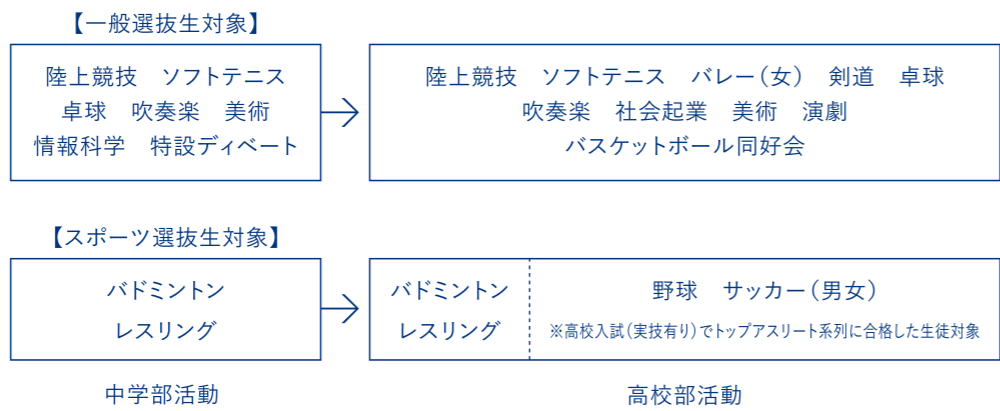 【一般選抜生対象】
陸上競技 ソフトテニス
卓球 吹奏楽 美術
情報科学 特設ディベート
陸上競技 ソフトテニス バレー(女) 剣道 卓球
吹奏楽 社会起業 美術 演劇
バスケットボール同好会
【スポーツ選抜生対象】
バドミントン
レスリング
バドミントン
レスリング
野球 サッカー(男女)
※高校入試(実技有り)でトップアスリート系列に合格した生徒対象
中学部活動
高校部活動